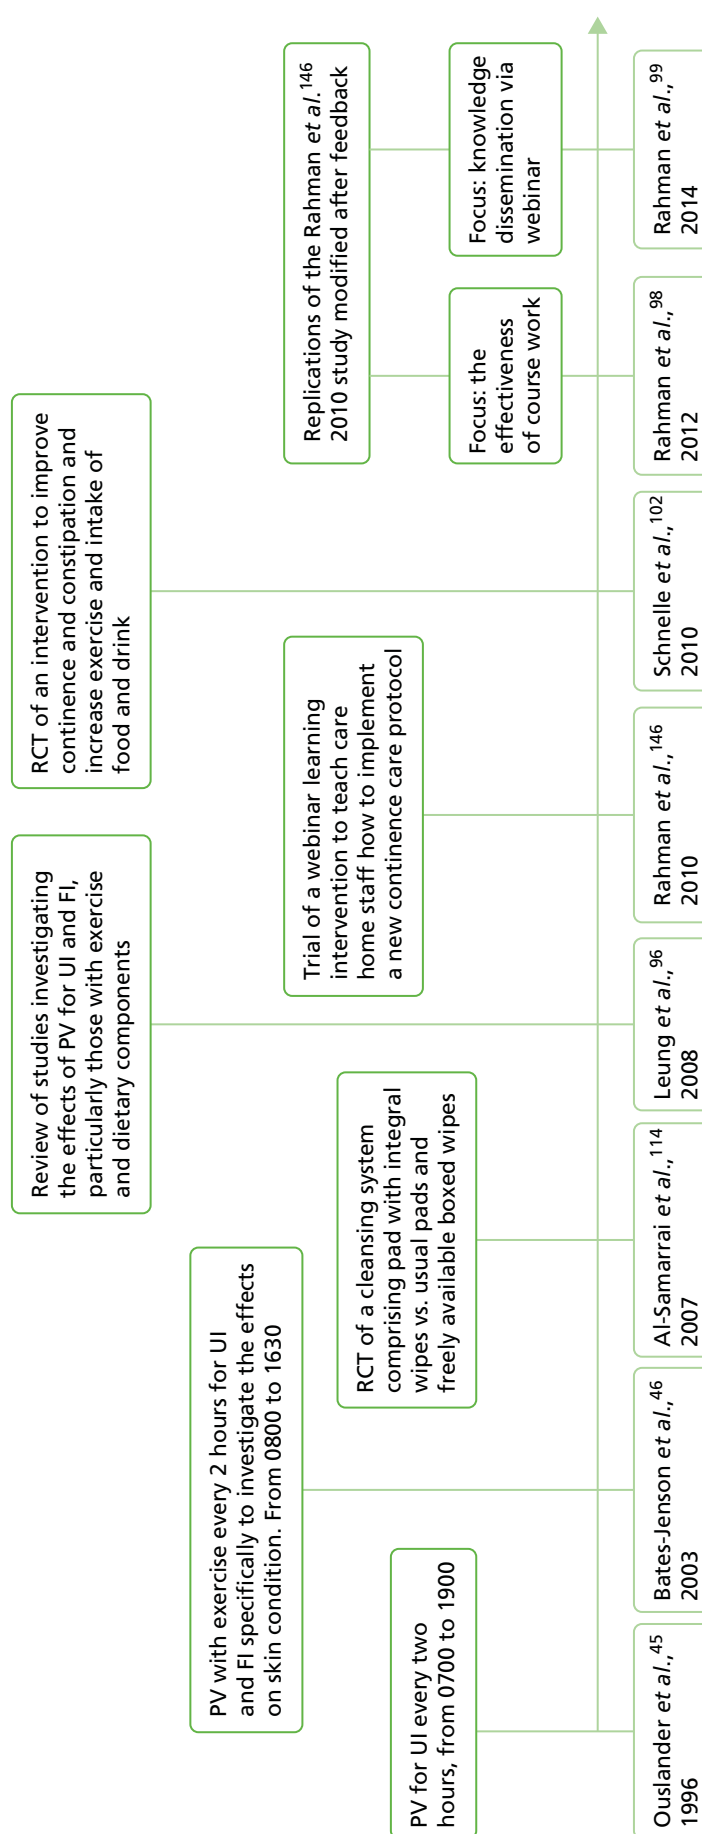 PV for UI every two
hours, from 0700 to 1900
PV with exercise every 2 hours for UI
and FI specifically to investigate the effects
on skin condition. From 0800 to 1630
RCT of a cleansing system
comprising pad with integral
wipes vs. usual pads and
freely available boxed wipes
Review of studies investigating
the effects of PV for UI and FI,
particularly those with exercise
and dietary components
Trial of a webinar learning
intervention to teach care
home staff how to implement
a new continence care protocol
RCT of an intervention to improve
continence and constipation and
increase exercise and intake of
food and drink
Replications of the Rahman et al.146
2010 study modified after feedback
Focus: the
effectiveness
of course work
Focus: knowledge
dissemination via
webinar
Ouslander et al.,45
1996
Bates-Jenson et al.,46
2003
Al-Samarrai et al.,114
2007
Leung et al.,96
2008
Rahman et al.,146
2010
Schnelle et al.,102
2010
Rahman et al.,98
2012
Rahman et al.,99
2014